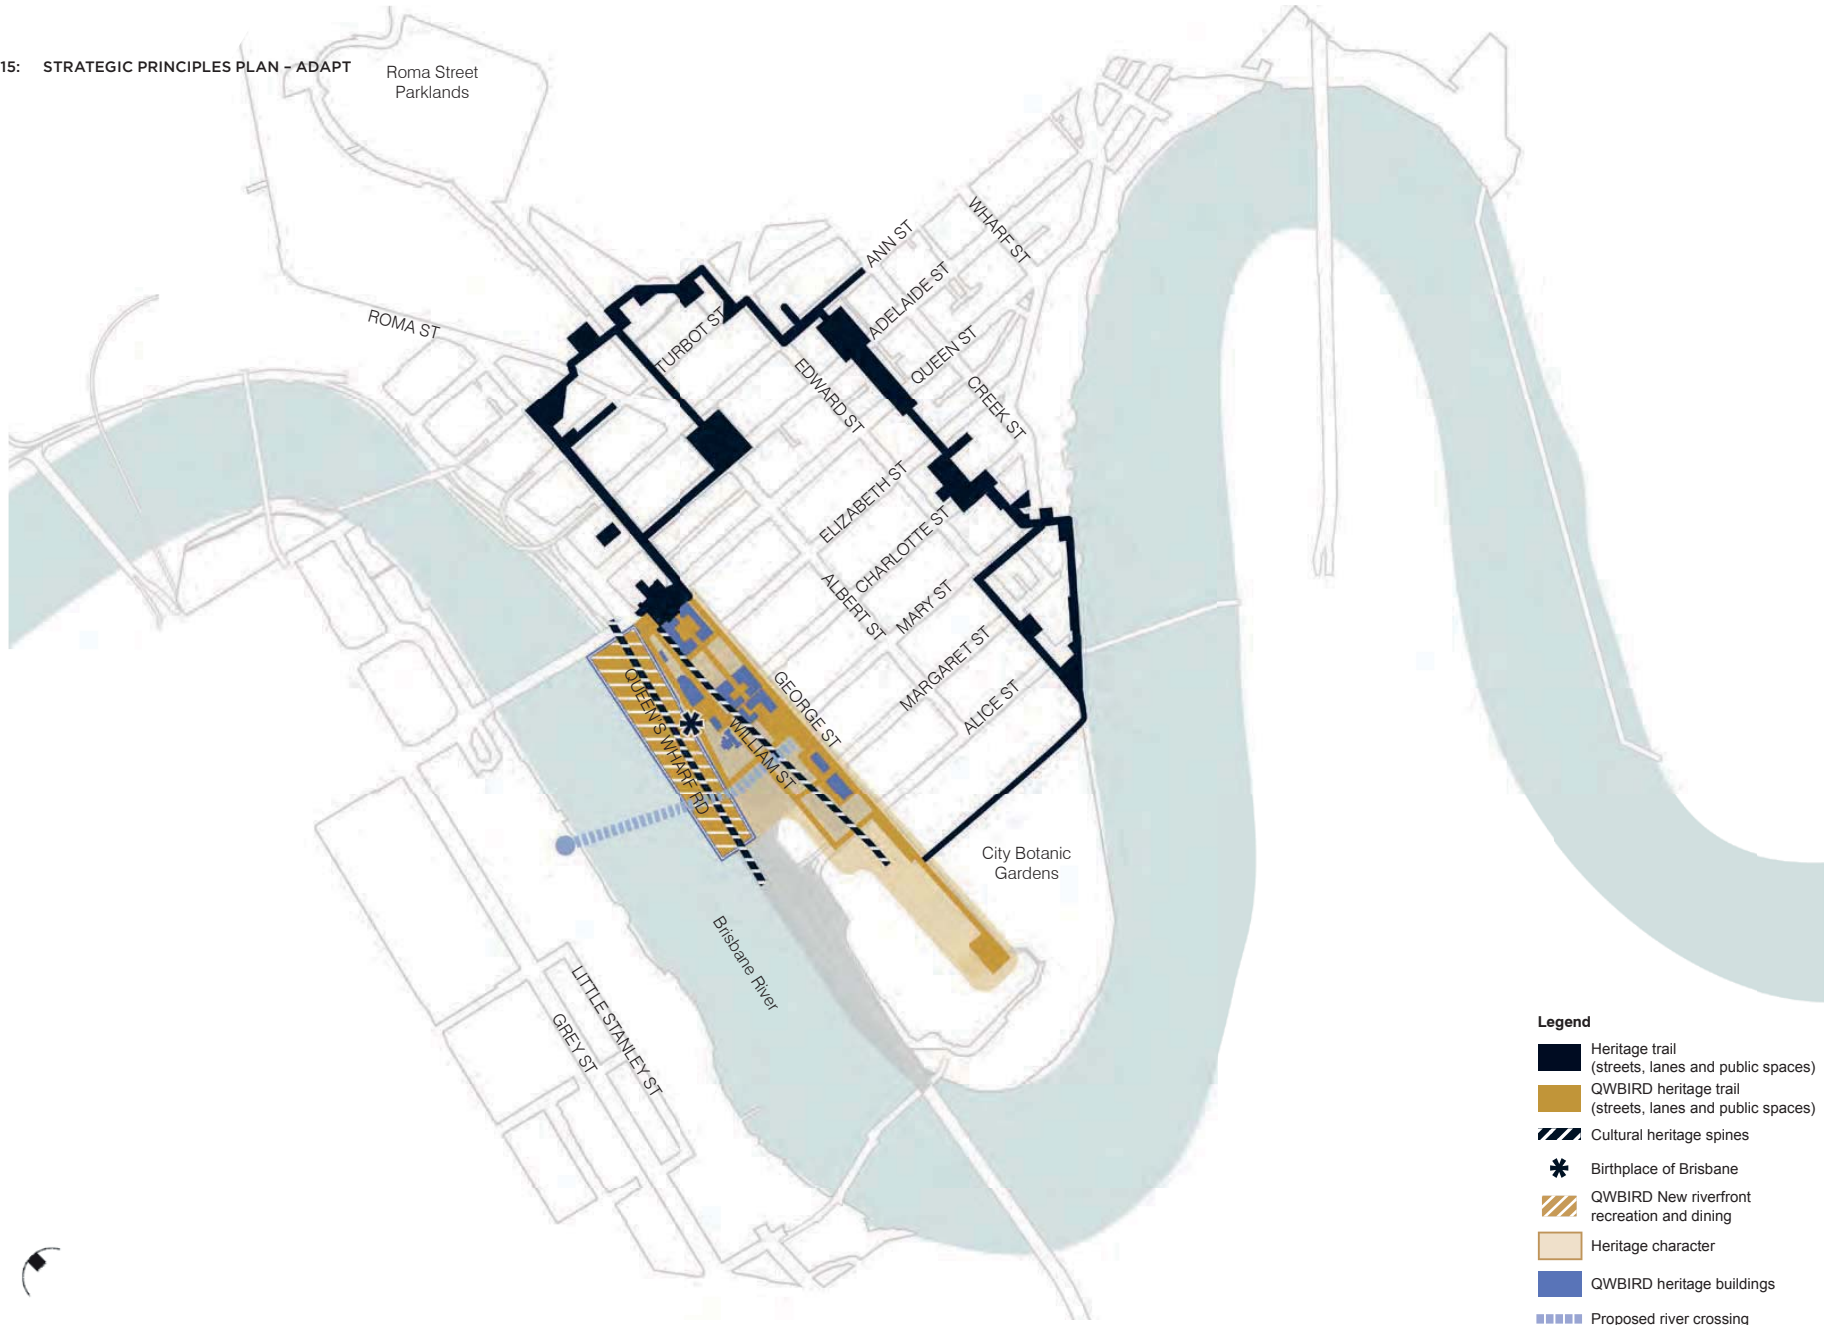 15: STRATEGIC PRINCIPLES PLAN – ADAPT
Roma Street
Parklands
ROMA ST
TURBOT ST
ANN ST
WHARF ST
ADELAIDE ST
QUEEN ST
EDWARD ST
CREEK ST
ELIZABETH ST
CHARLOTTE ST
ALBERT ST
MARY ST
MARGARET ST
ALICE ST
GEORGE ST
WILLIAM ST
QUEEN'S WHARF RD
City Botanic
Gardens
Brisbane River
LITTLE STANLEY ST
GREY ST
Legend
Heritage trail
(streets, lanes and public spaces)
QWBIRD heritage trail
(streets, lanes and public spaces)
Cultural heritage spines
Birthplace of Brisbane
QWBIRD New riverfront
recreation and dining
Heritage character
QWBIRD heritage buildings
Proposed river crossing